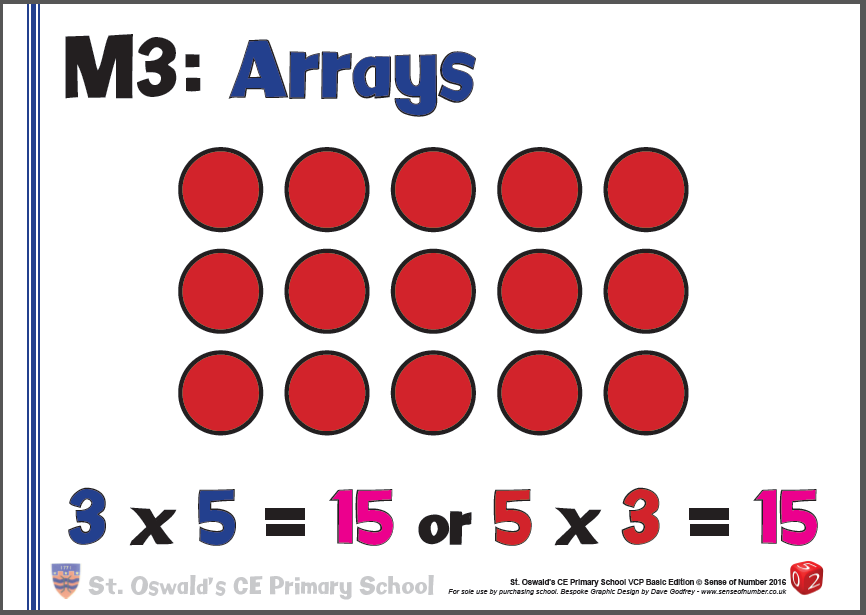 M3: Arrays
3 x 5 = 15 or 5 x 3 = 15
St. Oswald's CE Primary School
St. Oswald's CE Primary School VCP Basic Edition © Sense of Number 2016
For sole use by purchasing school. Bespoke Graphic Design by Dave Godfrey - www.senseofnumber.co.uk
0 2